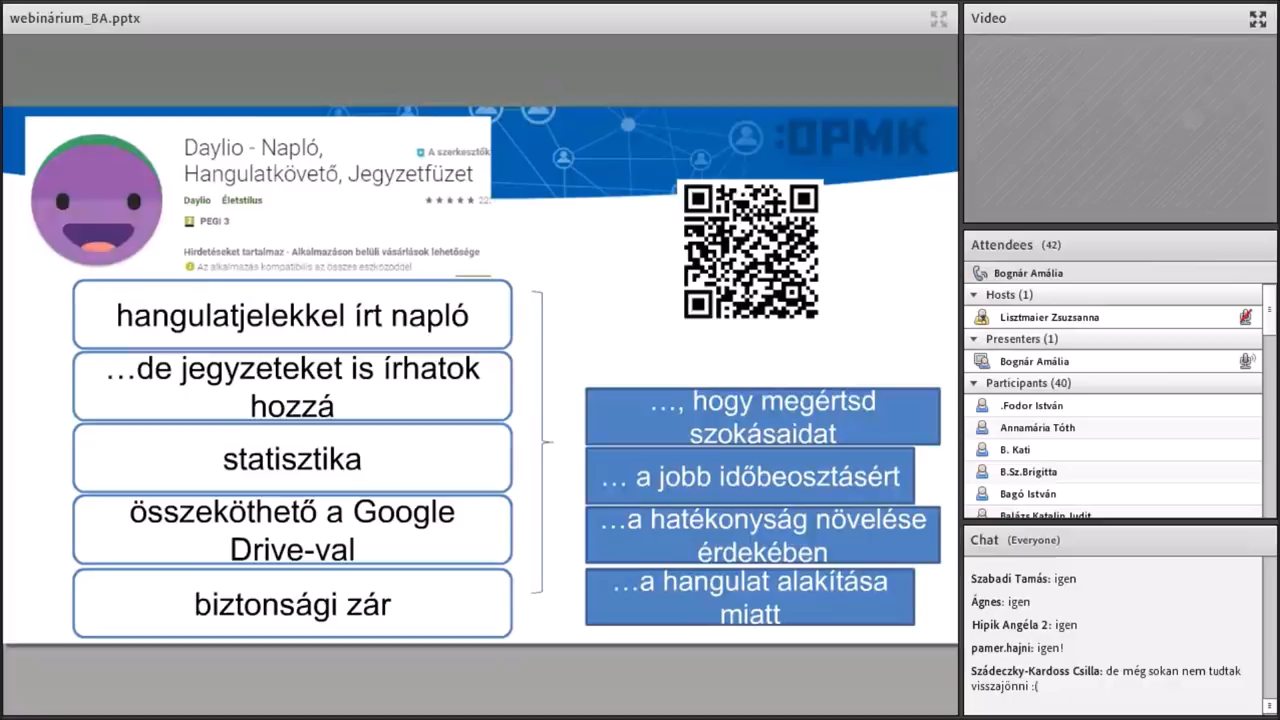 webinárium_BA.pptx
:OPMK
Daylio - Napló,
Hangulatkövető, Jegyzetfüzet
A szerkesztők
Daylio Életstílus
PEGI 3
Hirdetéseket tartalmaz · Alkalmazáson belüli vásárlások lehetősége
Az alkalmazás kompatibilis az összes eszközöddel
hangulatjelekkel írt napló
…de jegyzeteket is írhatok
hozzá
statisztika
összeköthető a Google
Drive-val
biztonsági zár
…, hogy megértsd
szokásaidat
… a jobb időbeosztásért
…a hatékonyság növelése
érdekében
…a hangulat alakítása
miatt
Video
Attendees (42)
Bognár Amália
Hosts (1)
Lisztmaier Zsuzsanna
Presenters (1)
Bognár Amália
Participants (40)
.Fodor István
Annamária Tóth
B. Kati
B.Sz.Brigitta
Bagó István
Balázs Katalin Judit
Chat (Everyone)
Szabadi Tamás: igen
Ágnes: igen
Hipik Angéla 2: igen
pamer.hajni: igen!
Szádeczky-Kardoss Csilla: de még sokan nem tudtak
visszajönni :(